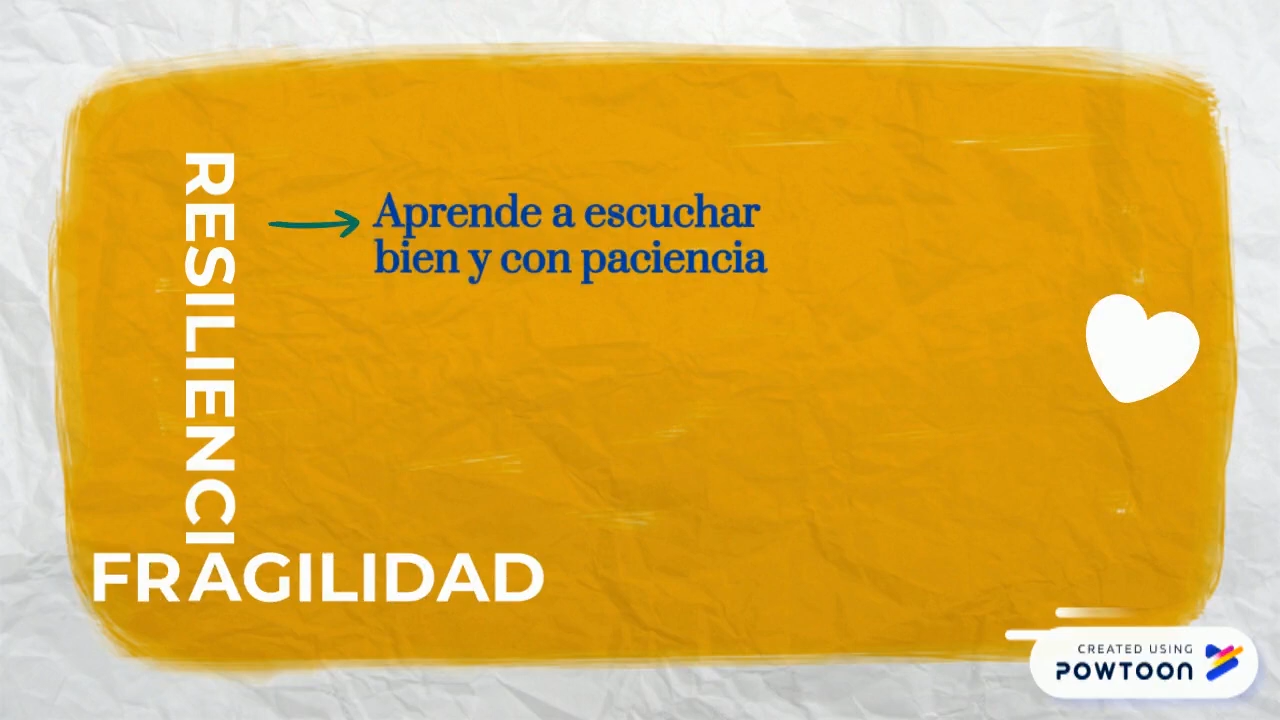 RESILIENCI
Aprende a escuchar
bien y con paciencia
FRAGILIDAD
CREATED USING
POWTOON